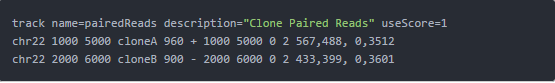 track name=pairedReads description="Clone Paired Reads" useScore=1
chr22 1000 5000 cloneA 960 + 1000 5000 0 2 567,488, 0,3512
chr22 2000 6000 cloneB 900 - 2000 6000 0 2 433,399, 0,3601